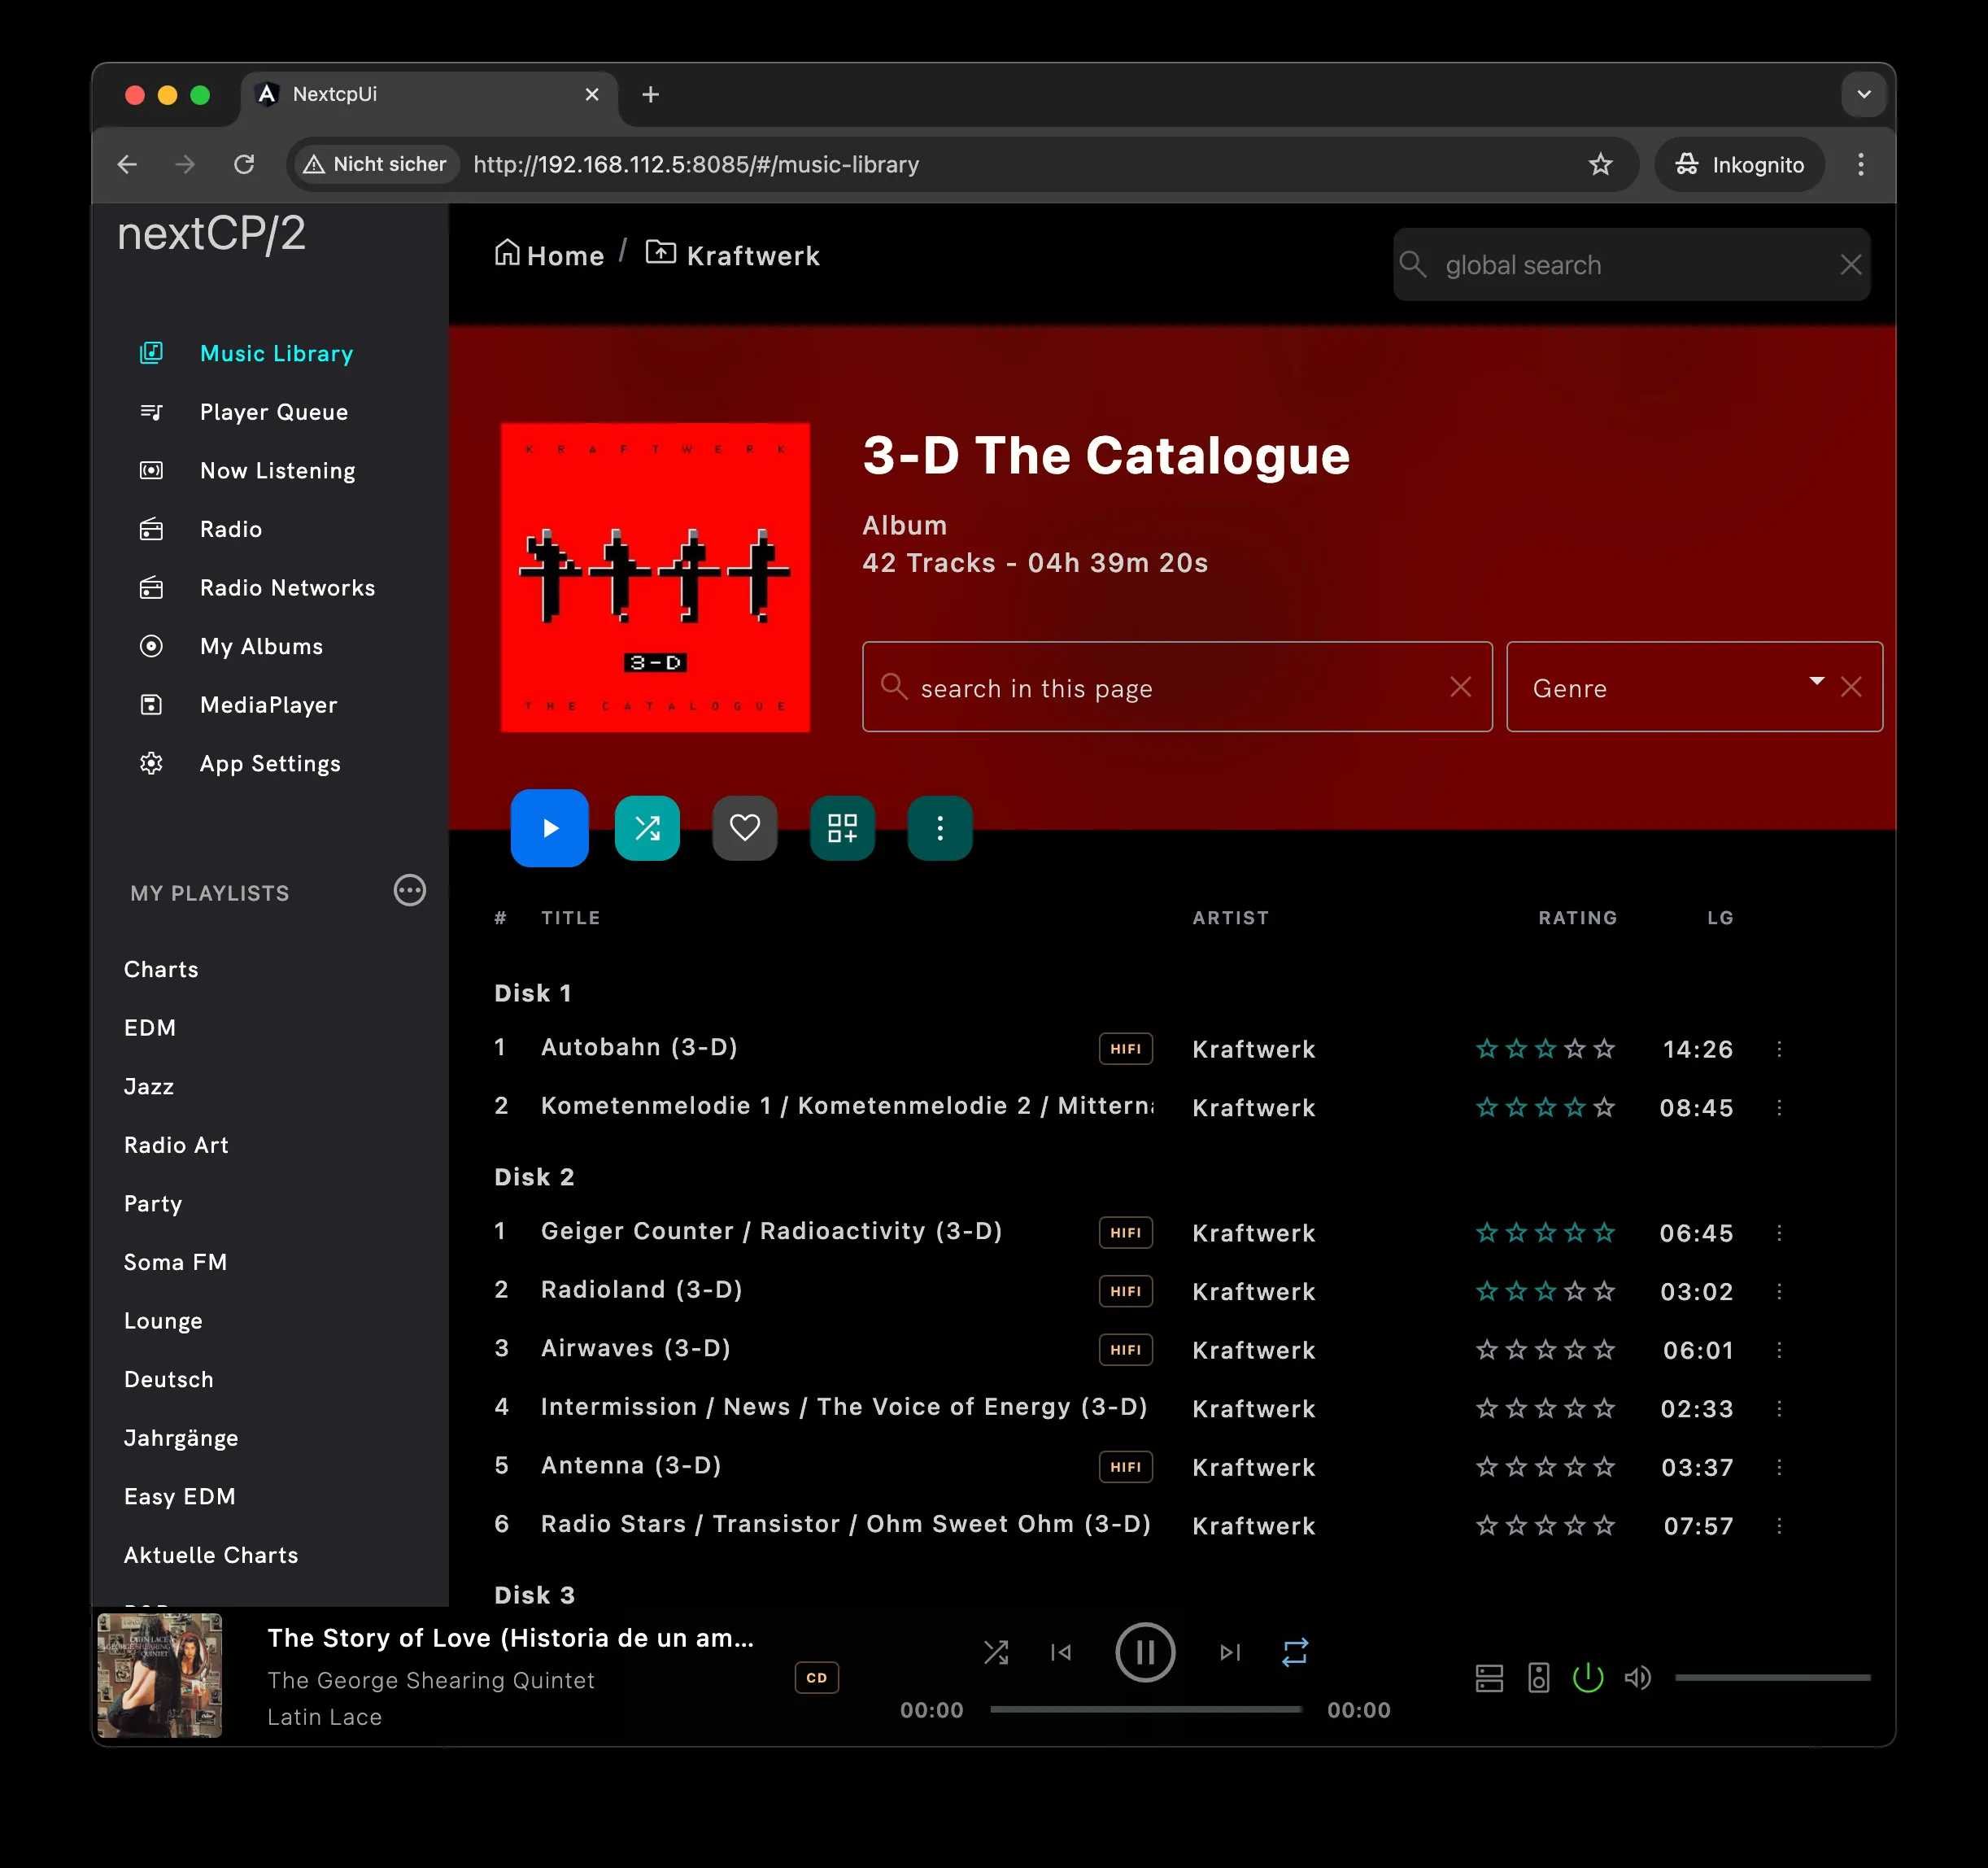 NextcpUi
Nicht sicher http://192.168.112.5:8085/#/music-library Inkognito
nextCP/2
Music Library
Player Queue
Now Listening
Radio
Radio Networks
My Albums
MediaPlayer
App Settings
MY PLAYLISTS
Charts
EDM
Jazz
Radio Art
Party
Soma FM
Lounge
Deutsch
Jahrgänge
Easy EDM
Aktuelle Charts
Home / Kraftwerk
global search
KRAFTWERK
3-D
THE CATALOGUE
3-D The Catalogue
Album
42 Tracks - 04h 39m 20s
search in this page
Genre
# TITLE ARTIST RATING LG
Disk 1
1 Autobahn (3-D) HIFI Kraftwerk 14:26
2 Kometenmelodie 1 / Kometenmelodie 2 / Mittern Kraftwerk 08:45
Disk 2
1 Geiger Counter / Radioactivity (3-D) HIFI Kraftwerk 06:45
2 Radioland (3-D) HIFI Kraftwerk 03:02
3 Airwaves (3-D) HIFI Kraftwerk 06:01
4 Intermission / News / The Voice of Energy (3-D) Kraftwerk 02:33
5 Antenna (3-D) HIFI Kraftwerk 03:37
6 Radio Stars / Transistor / Ohm Sweet Ohm (3-D) Kraftwerk 07:57
Disk 3
The Story of Love (Historia de un am...
The George Shearing Quintet
Latin Lace
CD
00:00 00:00